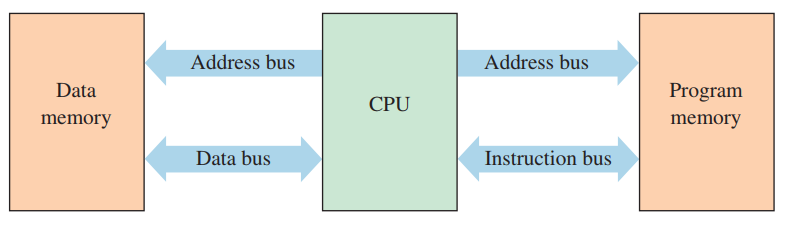 Data
memory
Address bus
Data bus
CPU
Address bus
Instruction bus
Program
memory